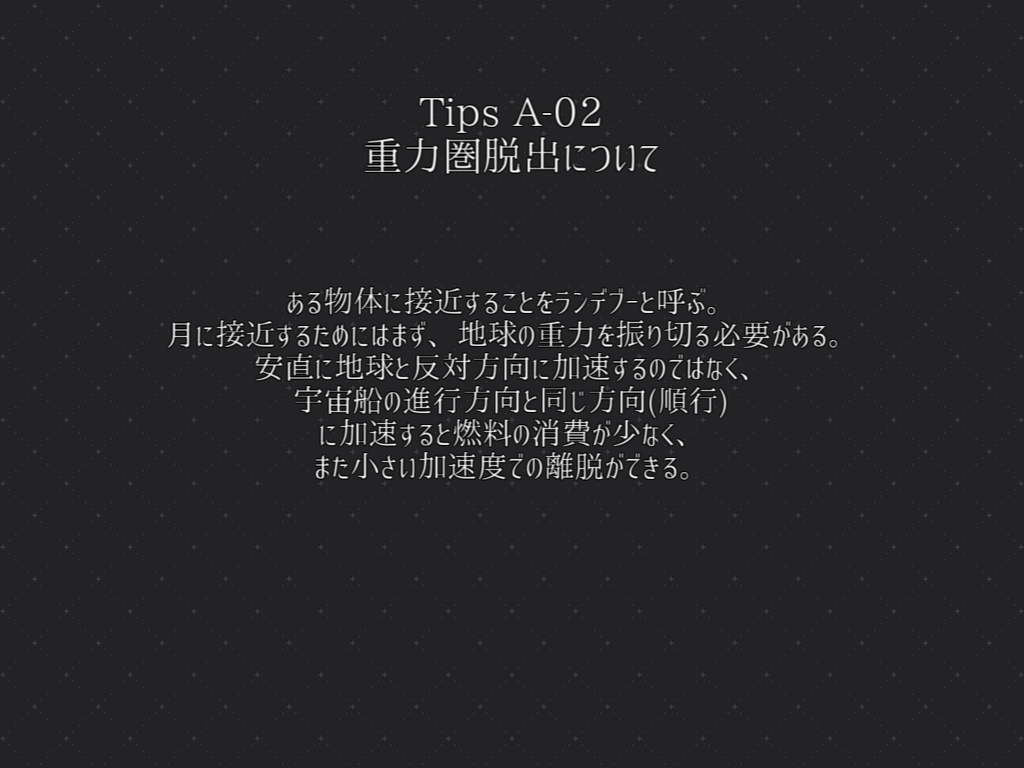 Tips A-02
重力圏脱出について
ある物体に接近することをランデブーと呼ぶ。
月に接近するためにはまず、地球の重力を振り切る必要がある。
安直に地球と反対方向に加速するのではなく、
宇宙船の進行方向と同じ方向(順行)
に加速すると燃料の消費が少なく、
また小さい加速度での離脱ができる。